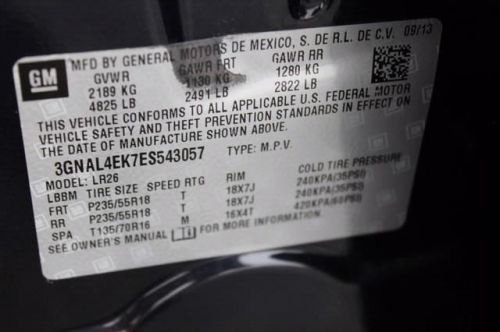 GM
MFD BY GENERAL MOTORS DE MEXICO, S. DE R.L. DE C.V. 09/13
GVWR GAWR FRT GAWR RR
2189 KG 1130 KG 1280 KG
4825 LB 2491 LB 2822 LB
THIS VEHICLE CONFORMS TO ALL APPLICABLE U.S. FEDERAL MOTOR
VEHICLE SAFETY AND THEFT PREVENTION STANDARDS IN EFFECT ON
THE DATE OF MANUFACTURE SHOWN ABOVE.
3GNAL4EK7ES543057 TYPE: M.P.V.
MODEL: LR26
LBBM TIRE SIZE SPEED RTG RIM COLD TIRE PRESSURE
FRT P235/55R18 T 18X7J 240KPA(35PSI)
RR P235/55R18 T 18X7J 240KPA(35PSI)
SPA T135/70R16 M 16X4T 420KPA(60PSI)
SEE OWNER'S MANUAL FOR MORE INFORMATION.